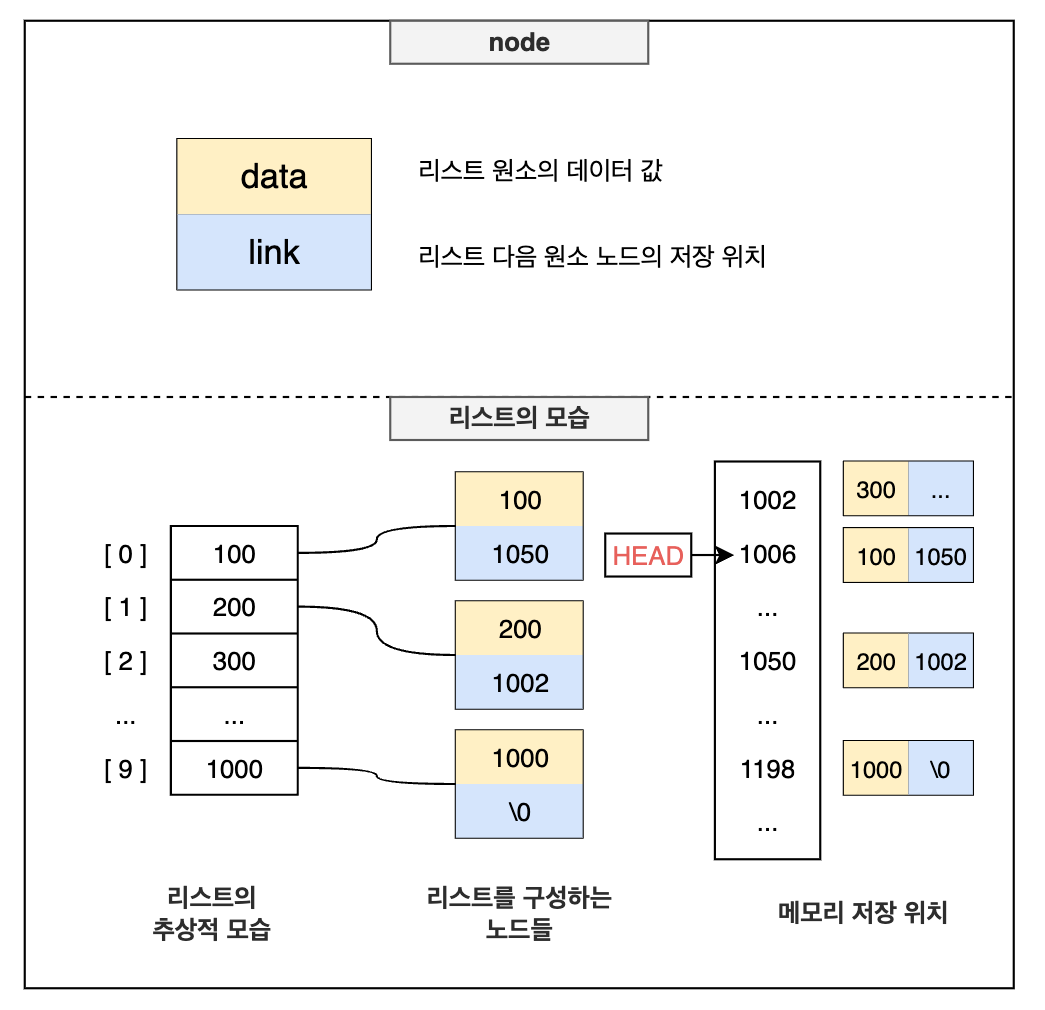 node
data
리스트 원소의 데이터 값
link
리스트 다음 원소 노드의 저장 위치
리스트의 모습
[ 0 ] 100
[ 1 ] 200
[ 2 ] 300
... ...
[ 9 ] 1000
리스트의
추상적 모습
100
1050
200
1002
1000
\0
리스트를 구성하는
노드들
HEAD
1002 300 ...
1006 100 1050
...
1050 200 1002
...
1198 1000 \0
...
메모리 저장 위치